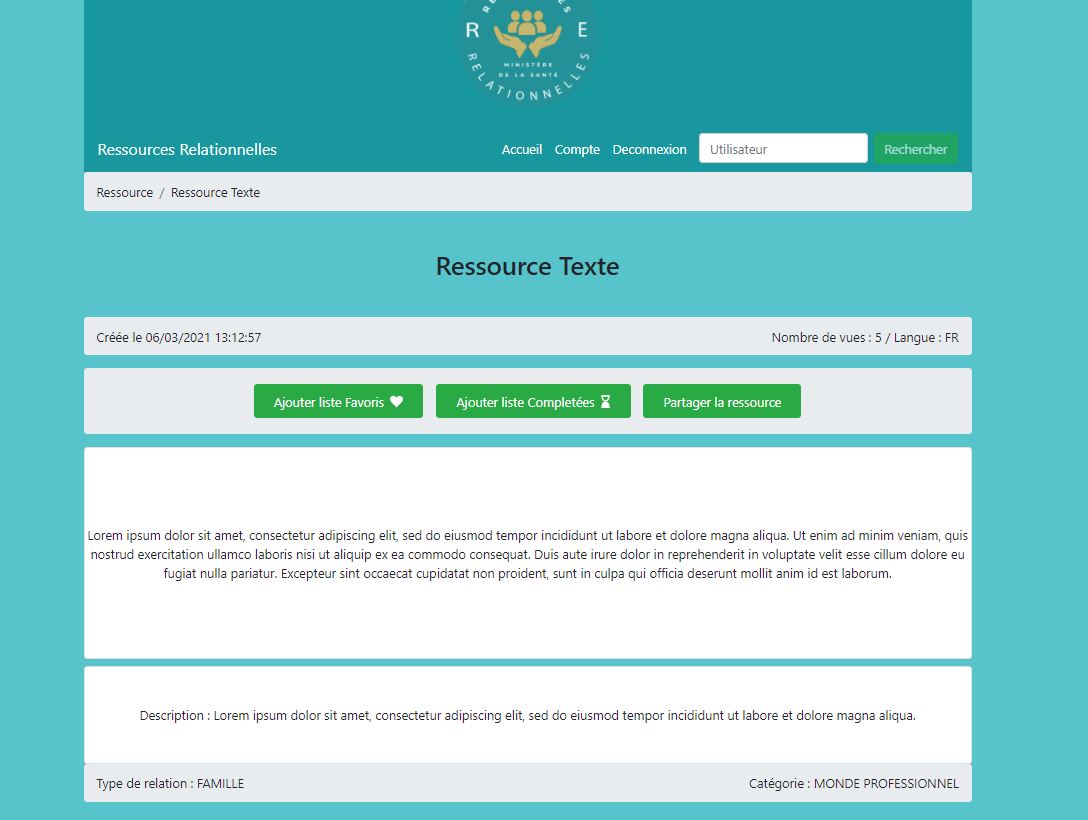 R E
MINISTÈRE
DE LA SANTÉ
RELATIONNELLES
Ressources Relationnelles Accueil Compte Deconnexion Utilisateur Rechercher
Ressource / Ressource Texte
Ressource Texte
Créée le 06/03/2021 13:12:57 Nombre de vues : 5 / Langue : FR
Ajouter liste Favoris Ajouter liste Completées Partager la ressource
Lorem ipsum dolor sit amet, consectetur adipiscing elit, sed do eiusmod tempor incididunt ut labore et dolore magna aliqua. Ut enim ad minim veniam, quis
nostrud exercitation ullamco laboris nisi ut aliquip ex ea commodo consequat. Duis aute irure dolor in reprehenderit in voluptate velit esse cillum dolore eu
fugiat nulla pariatur. Excepteur sint occaecat cupidatat non proident, sunt in culpa qui officia deserunt mollit anim id est laborum.
Description : Lorem ipsum dolor sit amet, consectetur adipiscing elit, sed do eiusmod tempor incididunt ut labore et dolore magna aliqua.
Type de relation : FAMILLE Catégorie : MONDE PROFESSIONNEL